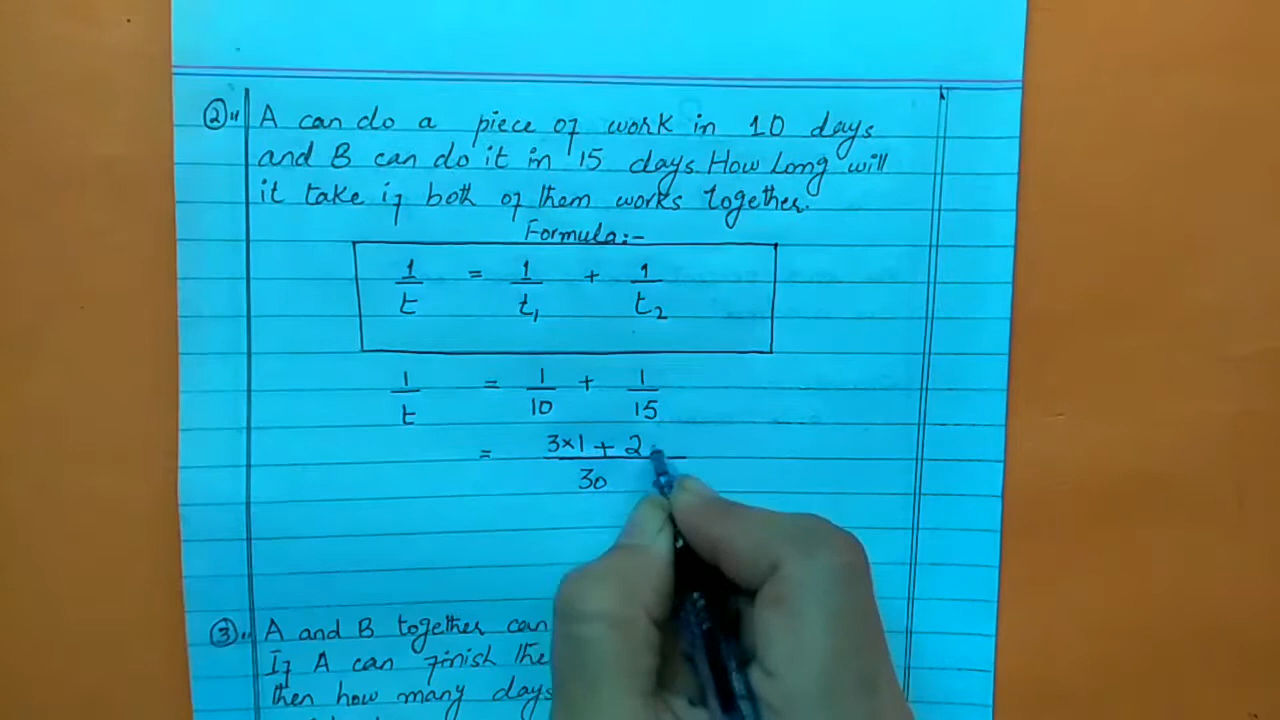 ② A can do a piece of work in 10 days
and B can do it in 15 days. How long will
it take if both of them works together.
Formula:-
1/t = 1/t₁ + 1/t₂
1/t = 1/10 + 1/15
= 3×1 + 2/30
③ A and B together can
If A can finish the
then how many days